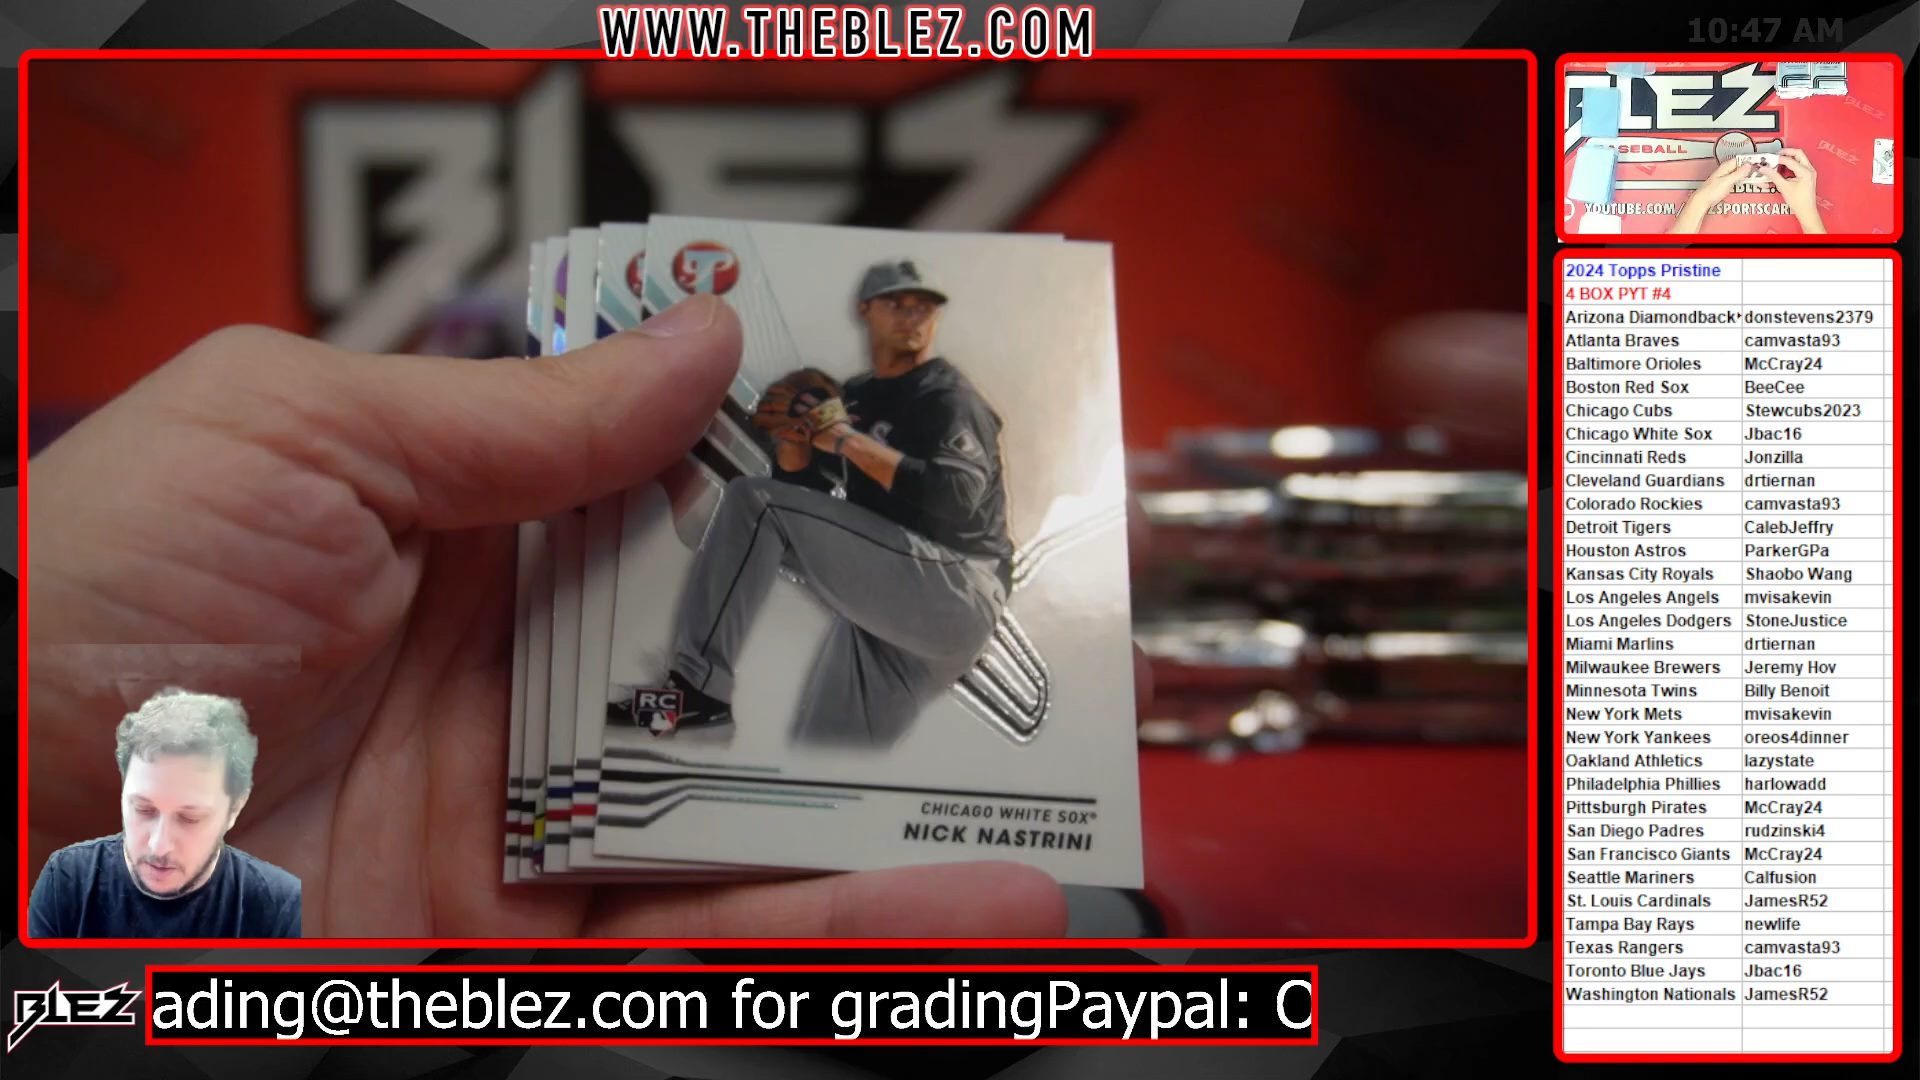 WWW.THEBLEZ.COM
10:47 AM
BLEZ
CHICAGO WHITE SOX®
NICK NASTRINI
RC
BLEZ
BASEBALL
YOUTUBE.COM/
2024 Topps Pristine
4 BOX PYT #4
Arizona Diamondback donstevens2379
Atlanta Braves camvasta93
Baltimore Orioles McCray24
Boston Red Sox BeeCee
Chicago Cubs Stewcubs2023
Chicago White Sox Jbac16
Cincinnati Reds Jonzilla
Cleveland Guardians drtiernan
Colorado Rockies camvasta93
Detroit Tigers CalebJeffry
Houston Astros ParkerGPa
Kansas City Royals Shaobo Wang
Los Angeles Angels mvisakevin
Los Angeles Dodgers StoneJustice
Miami Marlins drtiernan
Milwaukee Brewers Jeremy Hov
Minnesota Twins Billy Benoit
New York Mets mvisakevin
New York Yankees oreos4dinner
Oakland Athletics lazystate
Philadelphia Phillies harlowadd
Pittsburgh Pirates McCray24
San Diego Padres rudzinski4
San Francisco Giants McCray24
Seattle Mariners Calfusion
St. Louis Cardinals JamesR52
Tampa Bay Rays newlife
Texas Rangers camvasta93
Toronto Blue Jays Jbac16
Washington Nationals JamesR52
BLEZ
ading@theblez.com for gradingPaypal: